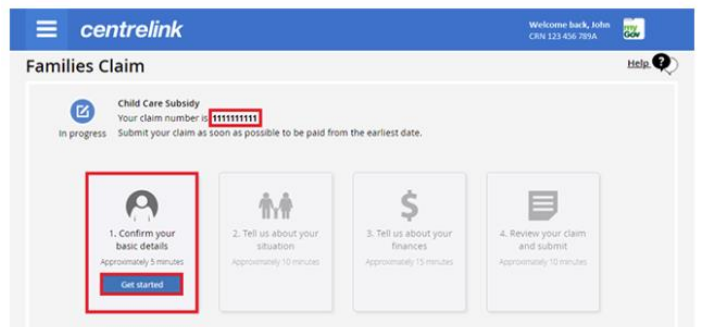 centrelink
Welcome back, John
CRN 123 456 789A
my
Gov
Families Claim
Help ?
Child Care Subsidy
Your claim number is 1111111111
In progress
Submit your claim as soon as possible to be paid from the earliest date.
1. Confirm your
basic details
Approximately 5 minutes
Get started
2. Tell us about your
situation
Approximately 10 minutes
$
3. Tell us about your
finances
Approximately 15 minutes
4. Review your claim
and submit
Approximately 10 minutes